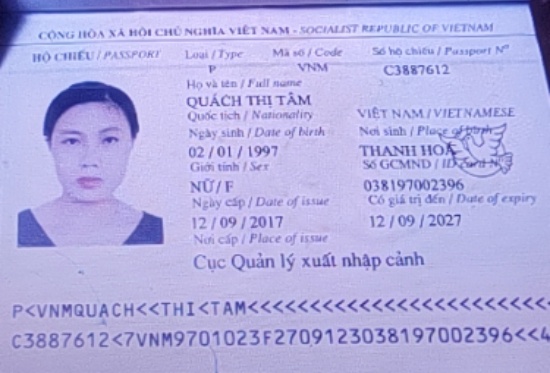 CỘNG HÒA XÃ HỘI CHỦ NGHĨA VIỆT NAM - SOCIALIST REPUBLIC OF VIETNAM
HỘ CHIẾU / PASSPORT Loại / Type Mã số / Code Số hộ chiếu / Passport Nº
P VNM C3887612
Họ và tên / Full name
QUÁCH THỊ TÂM
Quốc tịch / Nationality VIỆT NAM / VIETNAMESE
Ngày sinh / Date of birth Nơi sinh / Place of birth
02 / 01 / 1997 THANH HOÁ
Giới tính / Sex Số GCMND / ID Card Nº
NỮ / F 038197002396
Ngày cấp / Date of issue Có giá trị đến / Date of expiry
12 / 09 / 2017 12 / 09 / 2027
Nơi cấp / Place of issue
Cục Quản lý xuất nhập cảnh
P<VNMQUACH<<THI<TAM<<<<<<<<<<<<<<<<<<<<<<<<<
C3887612<7VNM9701023F2709123038197002396<<4